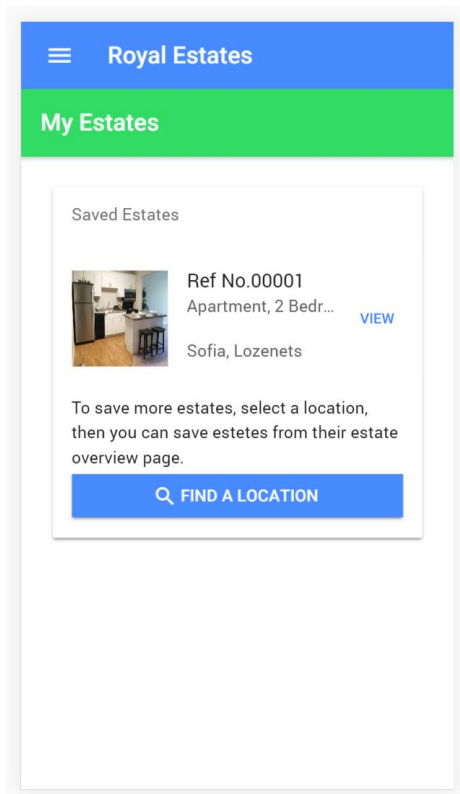 Royal Estates
My Estates
Saved Estates
Ref No.00001
Apartment, 2 Bedr...
VIEW
Sofia, Lozenets
To save more estates, select a location,
then you can save estetes from their estate
overview page.
FIND A LOCATION